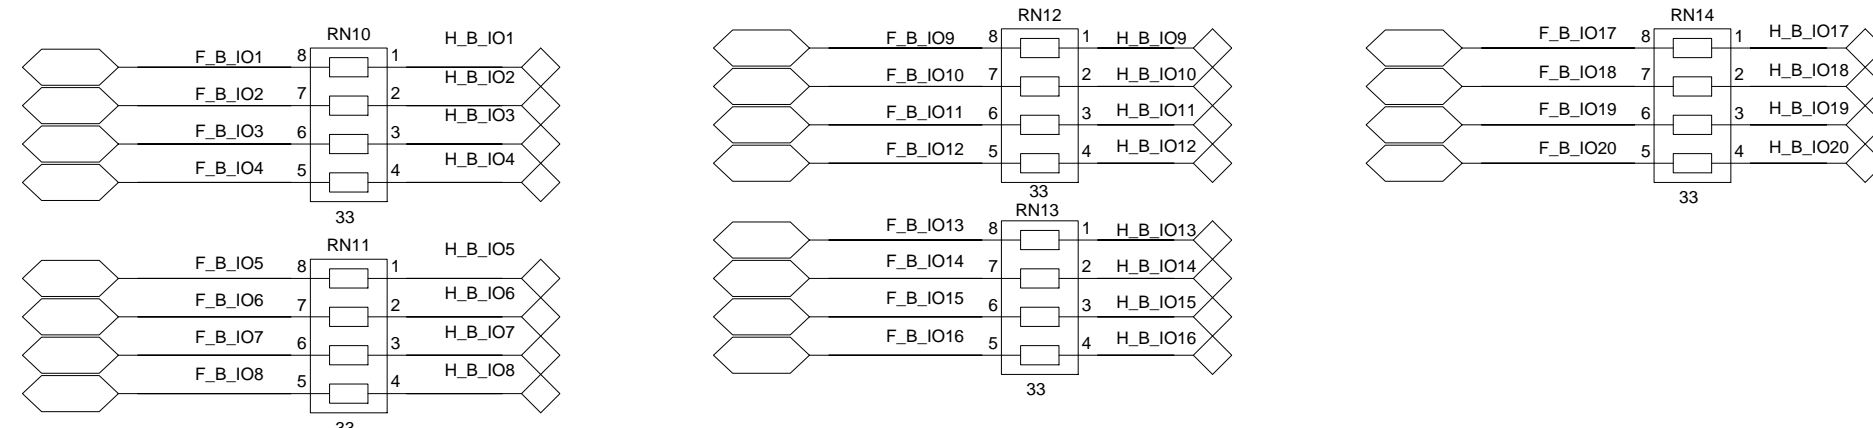 RN10
F_B_IO1 8 1 H_B_IO1
F_B_IO2 7 2 H_B_IO2
F_B_IO3 6 3 H_B_IO3
F_B_IO4 5 4 H_B_IO4
33
RN11
F_B_IO5 8 1 H_B_IO5
F_B_IO6 7 2 H_B_IO6
F_B_IO7 6 3 H_B_IO7
F_B_IO8 5 4 H_B_IO8
33
RN12
F_B_IO9 8 1 H_B_IO9
F_B_IO10 7 2 H_B_IO10
F_B_IO11 6 3 H_B_IO11
F_B_IO12 5 4 H_B_IO12
33
RN13
F_B_IO13 8 1 H_B_IO13
F_B_IO14 7 2 H_B_IO14
F_B_IO15 6 3 H_B_IO15
F_B_IO16 5 4 H_B_IO16
33
RN14
F_B_IO17 8 1 H_B_IO17
F_B_IO18 7 2 H_B_IO18
F_B_IO19 6 3 H_B_IO19
F_B_IO20 5 4 H_B_IO20
33